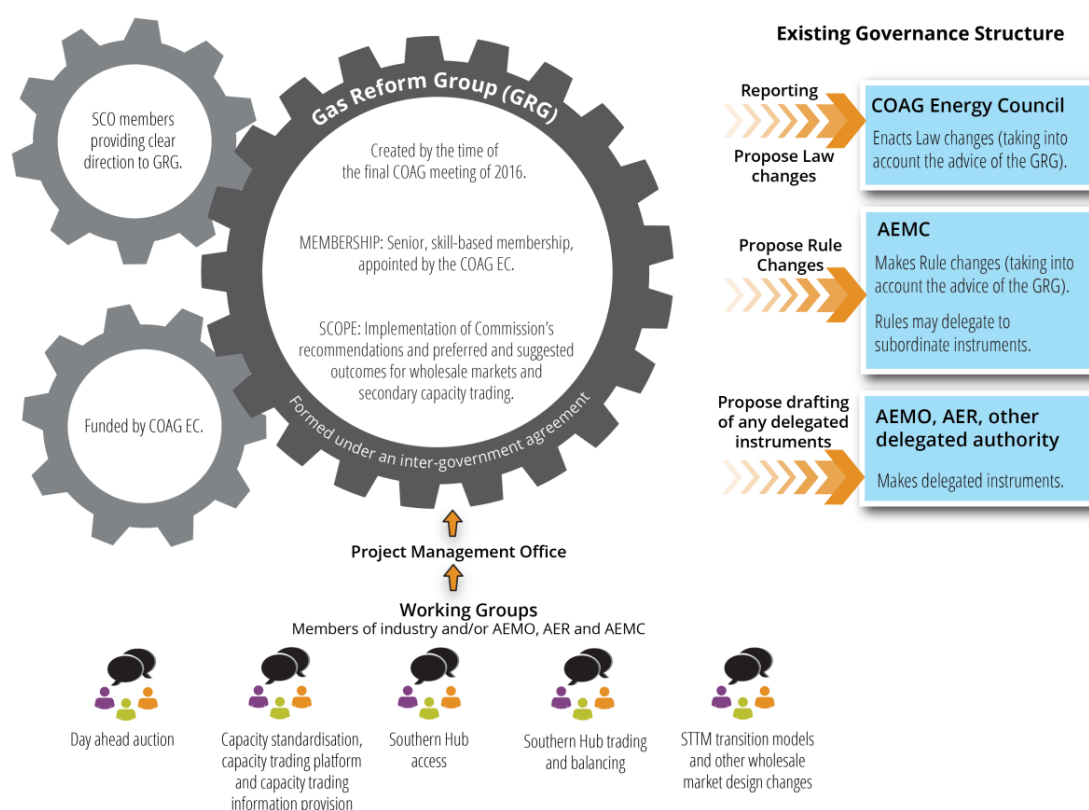 SCO members
providing clear
direction to GRG.
Funded by COAG EC.
Gas Reform Group (GRG)
Created by the time of
the final COAG meeting of 2016.
MEMBERSHIP: Senior, skill-based membership,
appointed by the COAG EC.
SCOPE: Implementation of Commission's
recommendations and preferred and suggested
outcomes for wholesale markets and
secondary capacity trading.
Formed under an inter-government agreement
Project Management Office
Working Groups
Members of industry and/or AEMO, AER and AEMC
Day ahead auction
Capacity standardisation,
capacity trading platform
and capacity trading
information provision
Southern Hub
access
Southern Hub trading
and balancing
STTM transition models
and other wholesale
market design changes
Existing Governance Structure
Reporting
Propose Law
changes
COAG Energy Council
Enacts Law changes (taking into
account the advice of the GRG).
Propose Rule
Changes
AEMC
Makes Rule changes (taking into
account the advice of the GRG).
Rules may delegate to
subordinate instruments.
Propose drafting
of any delegated
instruments
AEMO, AER, other
delegated authority
Makes delegated instruments.